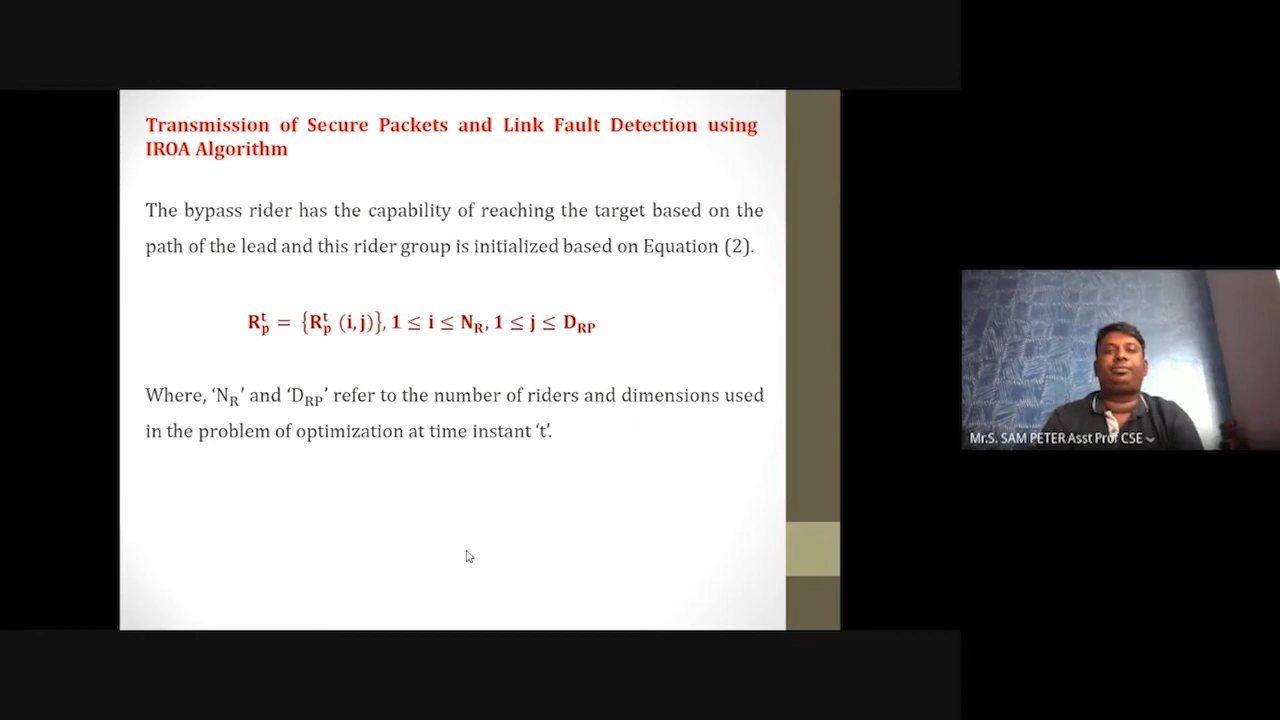 Transmission of Secure Packets and Link Fault Detection using
IROA Algorithm
The bypass rider has the capability of reaching the target based on the
path of the lead and this rider group is initialized based on Equation (2).
R_p^t = {R_p^t (i,j)}, 1 ≤ i ≤ N_R, 1 ≤ j ≤ D_RP
Where, ‘N_R’ and ‘D_RP’ refer to the number of riders and dimensions used
in the problem of optimization at time instant ‘t’.
Mr.S. SAM PETER Asst Prof CSE